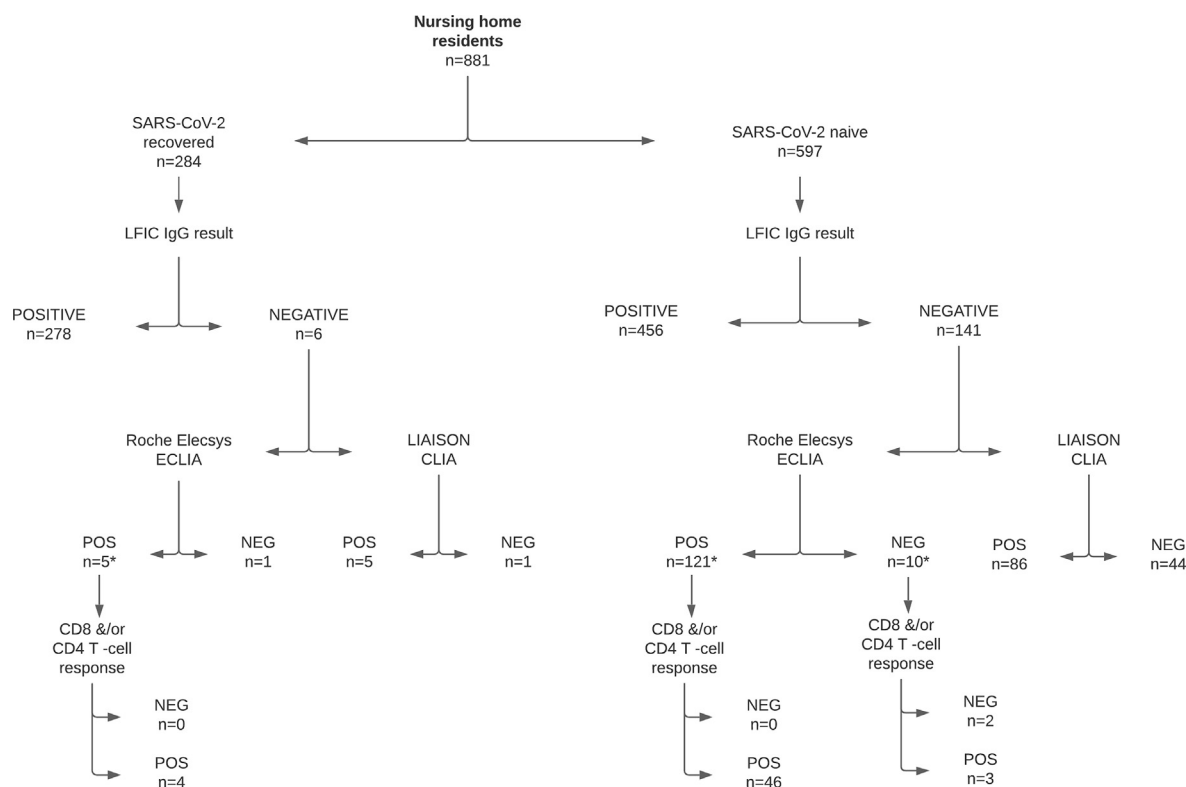 Nursing home
residents
n=881
SARS-CoV-2
recovered
n=284
SARS-CoV-2 naive
n=597
LFIC IgG result
LFIC IgG result
POSITIVE
n=278
NEGATIVE
n=6
POSITIVE
n=456
NEGATIVE
n=141
Roche Elecsys
ECLIA
LIAISON
CLIA
Roche Elecsys
ECLIA
LIAISON
CLIA
POS
n=5*
NEG
n=1
POS
n=5
NEG
n=1
POS
n=121*
NEG
n=10*
POS
n=86
NEG
n=44
CD8 &/or
CD4 T -cell
response
CD8 &/or
CD4 T -cell
response
CD8 &/or
CD4 T -cell
response
NEG
n=0
POS
n=4
NEG
n=0
POS
n=46
NEG
n=2
POS
n=3